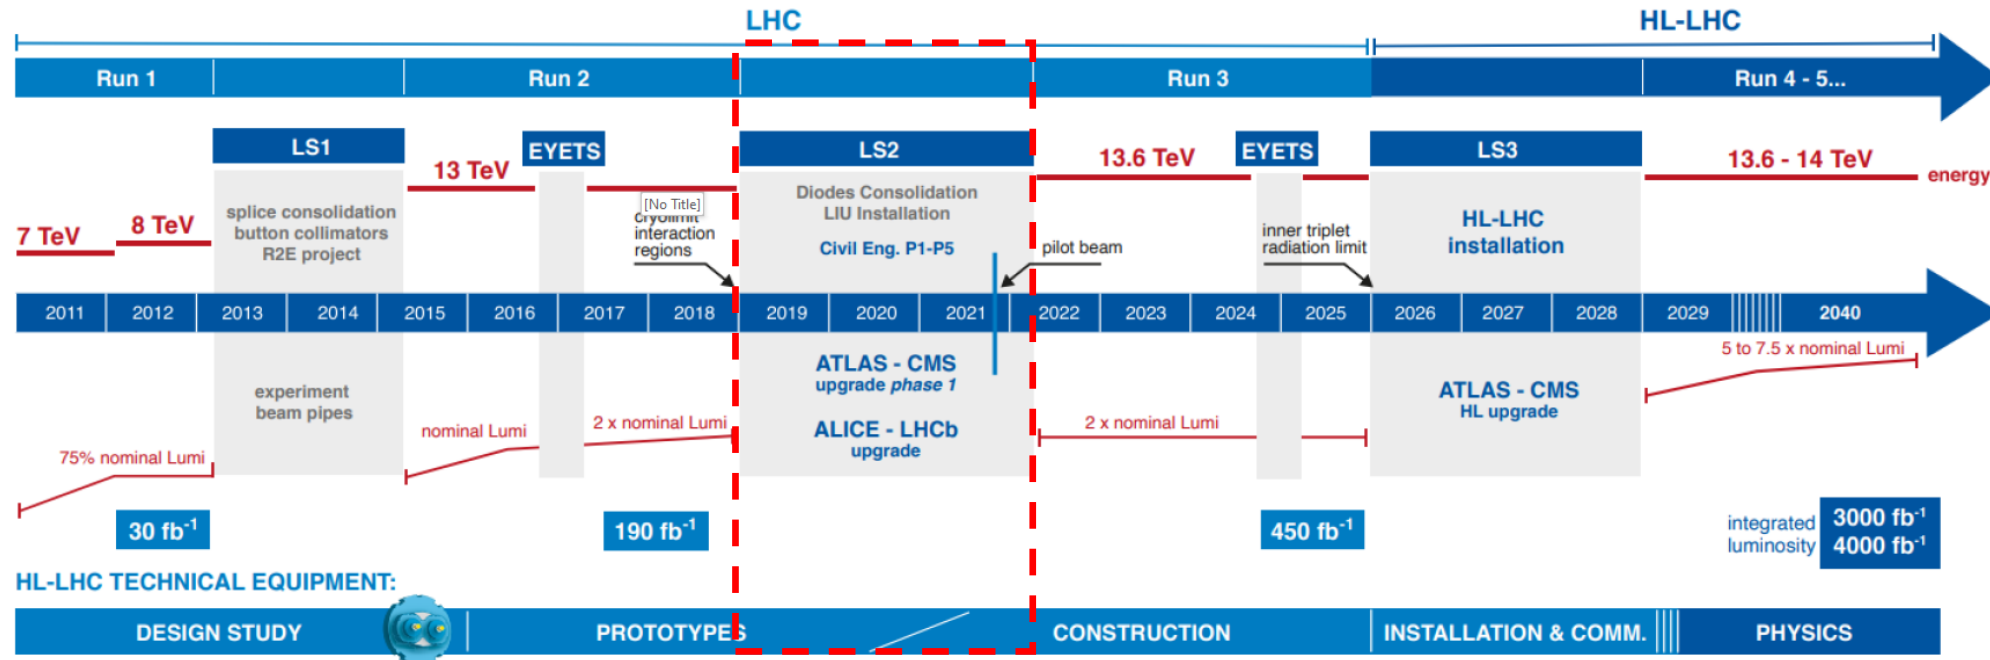 LHC
HL-LHC
Run 1
Run 2
Run 3
Run 4 - 5...
LS1
EYETS
LS2
EYETS
LS3
13 TeV
13.6 TeV
13.6 - 14 TeV
energy
7 TeV
8 TeV
splice consolidation
button collimators
R2E project
[No Title]
cryolimit
interaction
regions
Diodes Consolidation
LIU Installation
Civil Eng. P1-P5
pilot beam
inner triplet
radiation limit
HL-LHC
installation
2011 2012 2013 2014 2015 2016 2017 2018 2019 2020 2021 2022 2023 2024 2025 2026 2027 2028 2029 2040
experiment
beam pipes
ATLAS - CMS
upgrade phase 1
ALICE - LHCb
upgrade
ATLAS - CMS
HL upgrade
5 to 7.5 x nominal Lumi
75% nominal Lumi
nominal Lumi
2 x nominal Lumi
2 x nominal Lumi
30 fb⁻¹
190 fb⁻¹
450 fb⁻¹
integrated
luminosity
3000 fb⁻¹
4000 fb⁻¹
HL-LHC TECHNICAL EQUIPMENT:
DESIGN STUDY
PROTOTYPES
CONSTRUCTION
INSTALLATION & COMM.
PHYSICS